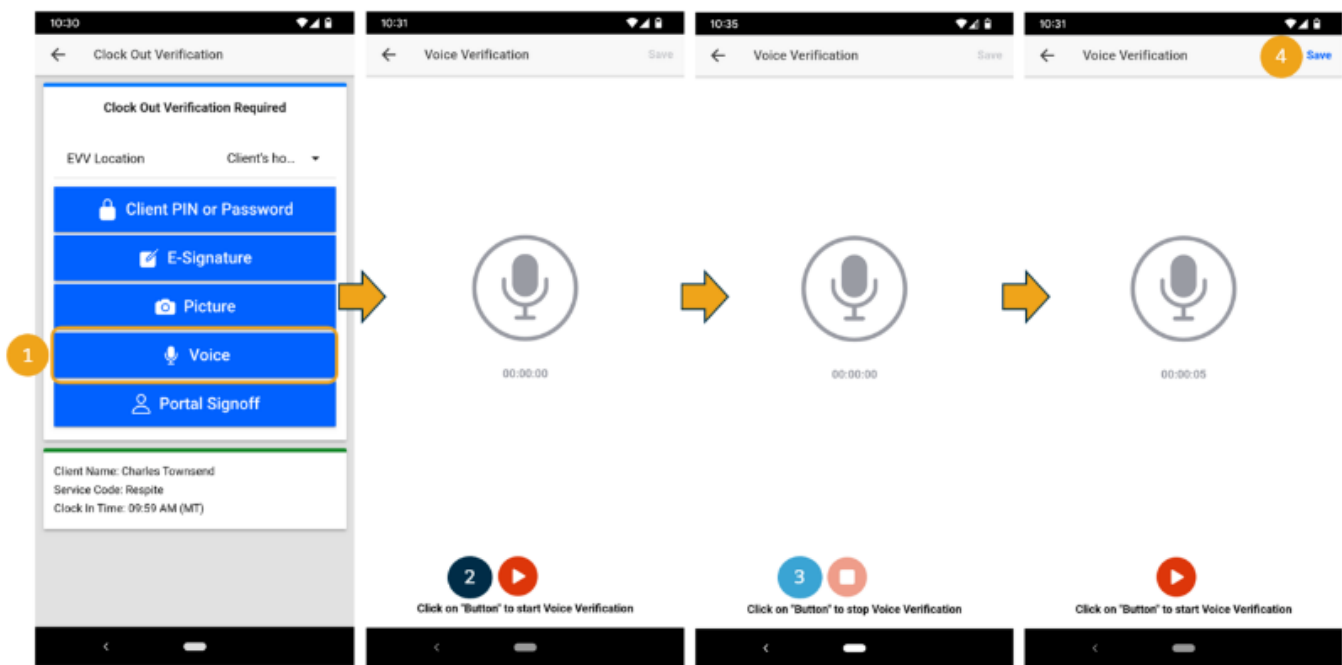 10:30
Clock Out Verification
Clock Out Verification Required
EVV Location Client's ho...
Client PIN or Password
E-Signature
Picture
1
Voice
Portal Signoff
Client Name: Charles Townsend
Service Code: Respite
Clock In Time: 09:59 AM (MT)
10:31
Voice Verification Save
00:00:00
2
Click on "Button" to start Voice Verification
10:35
Voice Verification Save
00:00:00
3
Click on "Button" to stop Voice Verification
10:31
Voice Verification 4 Save
00:00:05
Click on "Button" to start Voice Verification